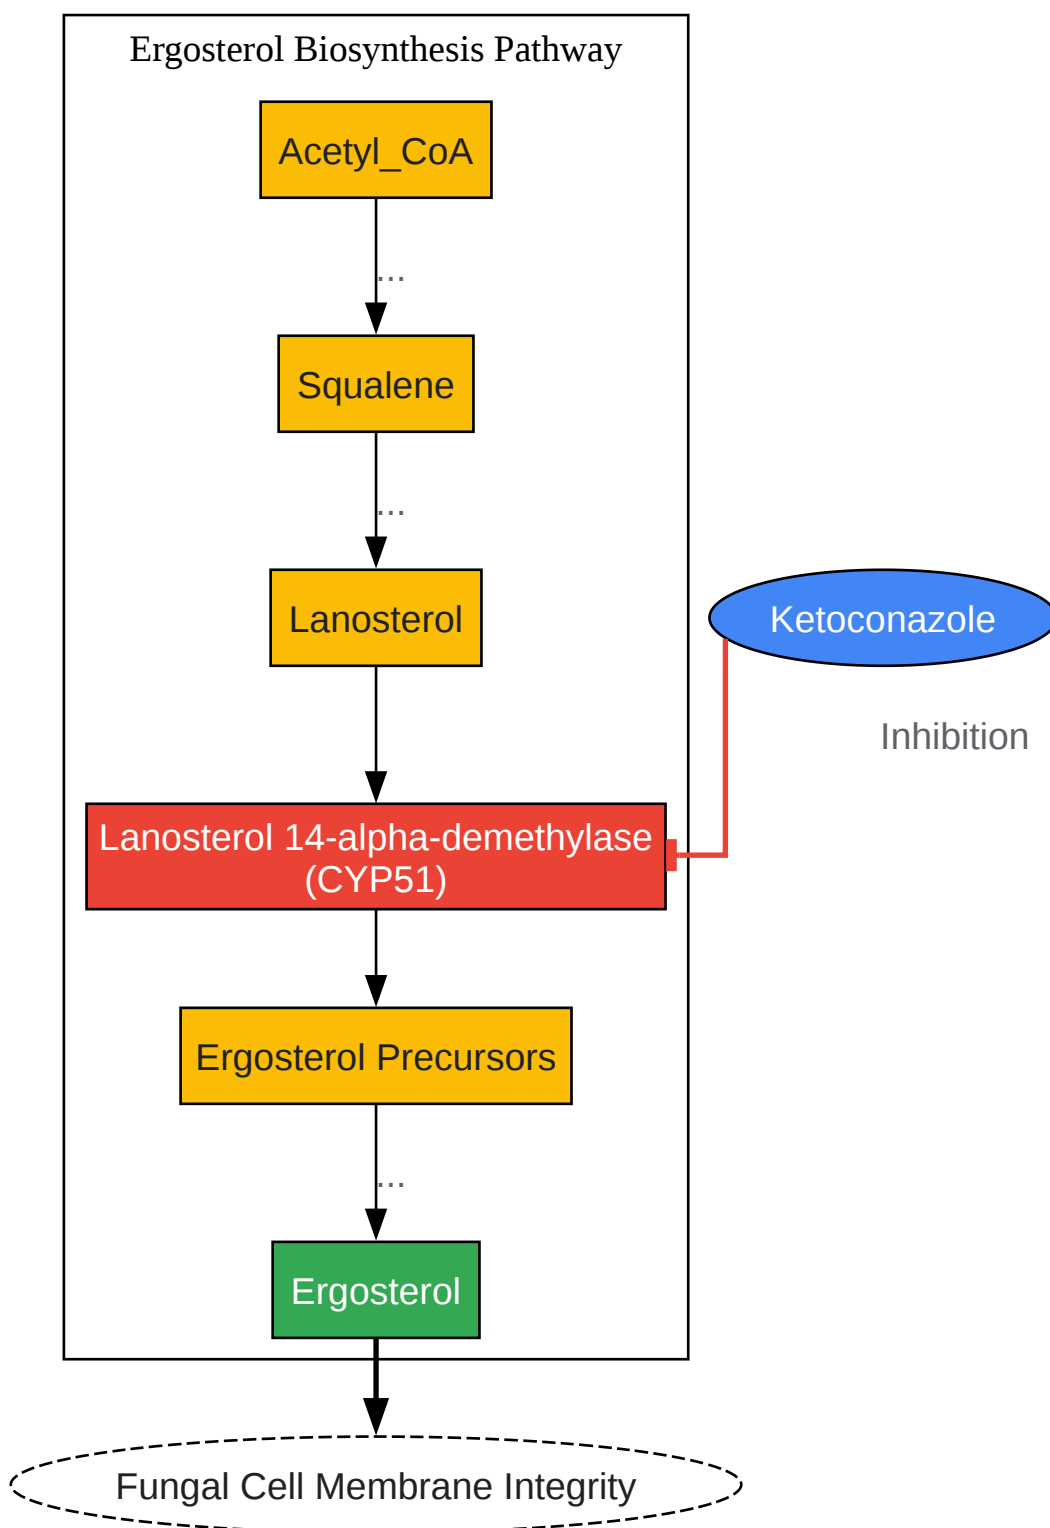 Ergosterol Biosynthesis Pathway
Acetyl_CoA
...
Squalene
...
Lanosterol
Ketoconazole
Inhibition
Lanosterol 14-alpha-demethylase
(CYP51)
Ergosterol Precursors
...
Ergosterol
Fungal Cell Membrane Integrity